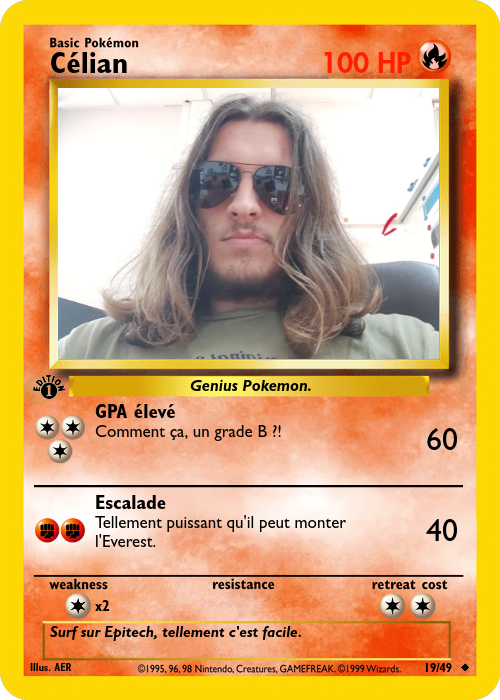 Basic Pokémon
Célian
100 HP
EDITION
1
Genius Pokemon.
GPA élevé
Comment ça, un grade B ?!
60
Escalade
Tellement puissant qu'il peut monter
l'Everest.
40
weakness
resistance
retreat cost
x2
Surf sur Epitech, tellement c'est facile.
Illus. AER
©1995, 96, 98 Nintendo, Creatures, GAMEFREAK. ©1999 Wizards.
19/49